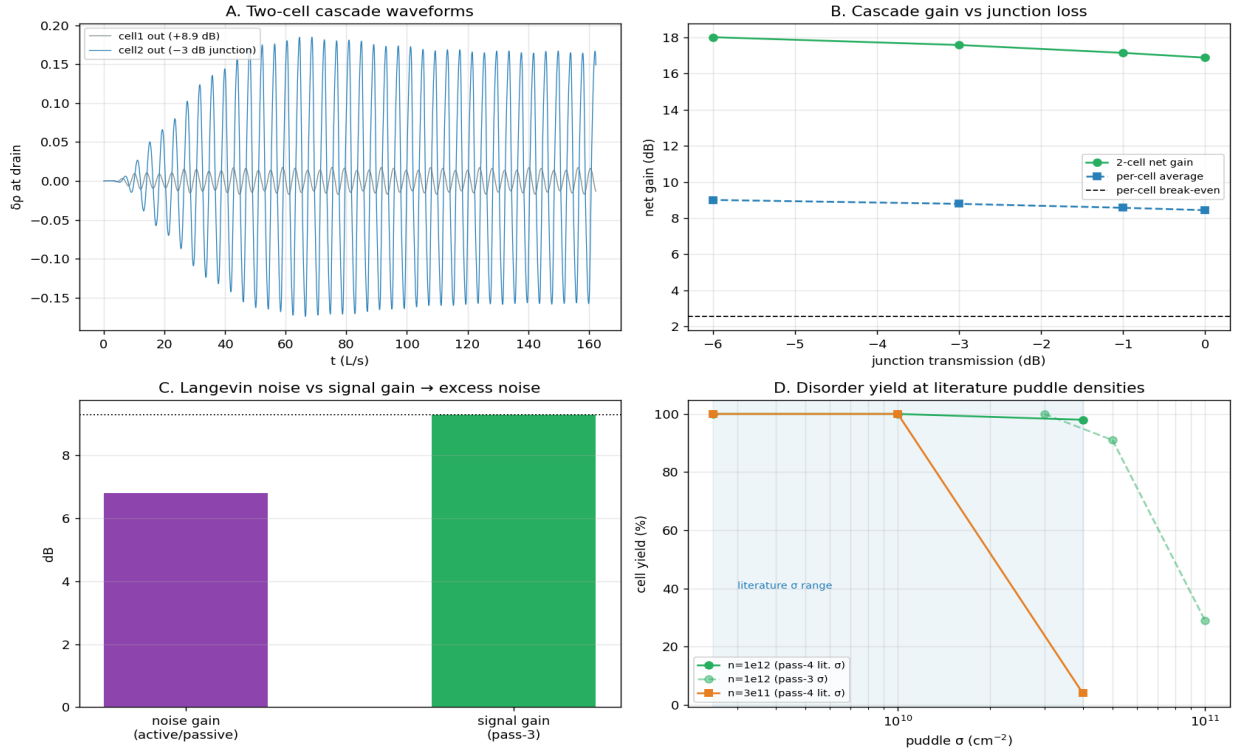 A. Two-cell cascade waveforms
cell1 out (+8.9 dB)
cell2 out (−3 dB junction)
0.20
0.15
0.10
0.05
0.00
−0.05
−0.10
−0.15
δρ at drain
0 20 40 60 80 100 120 140 160
t (L/s)
B. Cascade gain vs junction loss
18
16
14
12
10
8
6
4
2
net gain (dB)
2-cell net gain
per-cell average
per-cell break-even
−6 −5 −4 −3 −2 −1 0
junction transmission (dB)
C. Langevin noise vs signal gain → excess noise
8
6
4
2
0
dB
noise gain
(active/passive)
signal gain
(pass-3)
D. Disorder yield at literature puddle densities
100
80
60
40
20
0
cell yield (%)
literature σ range
n=1e12 (pass-4 lit. σ)
n=1e12 (pass-3 σ)
n=3e11 (pass-4 lit. σ)
10¹⁰ 10¹¹
puddle σ (cm⁻²)